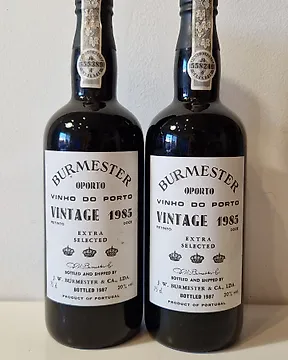 BURMESTER
OPORTO
VINHO DO PORTO
VINTAGE 1985
EXTRA
SELECTED
BOTTLED AND SHIPPED BY
J. W. BURMESTER & CA., LDA.
BOTTLED 1987
20%
PRODUCT OF PORTUGAL
BURMESTER
OPORTO
VINHO DO PORTO
VINTAGE 1985
EXTRA
SELECTED
BOTTLED AND SHIPPED BY
J. W. BURMESTER & CA., LDA.
BOTTLED 1987
20%
PRODUCT OF PORTUGAL